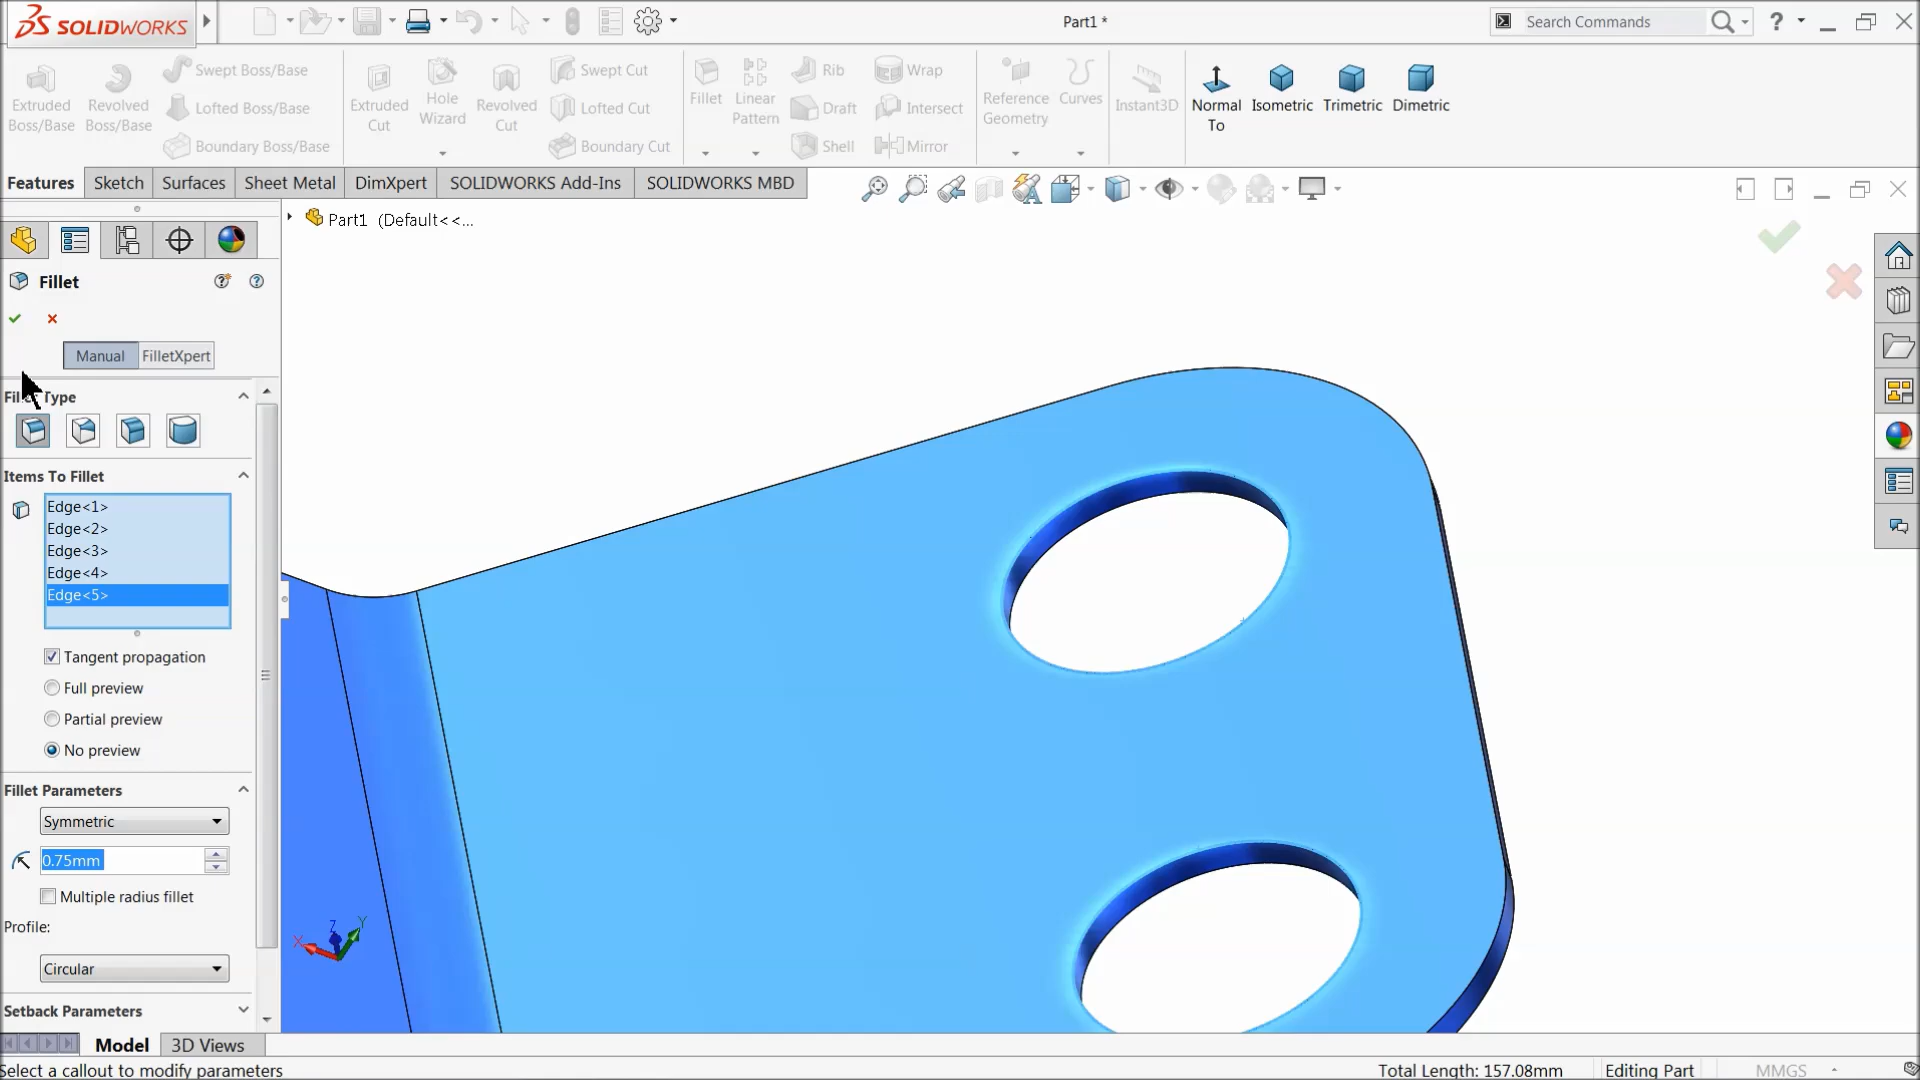 SOLIDWORKS
Part1 *
Search Commands
Extruded Boss/Base
Revolved Boss/Base
Swept Boss/Base
Lofted Boss/Base
Boundary Boss/Base
Extruded Cut
Hole Wizard
Revolved Cut
Swept Cut
Lofted Cut
Boundary Cut
Fillet
Linear Pattern
Rib
Draft
Shell
Wrap
Intersect
Mirror
Reference Geometry
Curves
Instant3D
Normal To
Isometric
Trimetric
Dimetric
Features
Sketch
Surfaces
Sheet Metal
DimXpert
SOLIDWORKS Add-Ins
SOLIDWORKS MBD
Part1 (Default<<...
Fillet
Manual
FilletXpert
Fillet Type
Items To Fillet
Edge<1>
Edge<2>
Edge<3>
Edge<4>
Edge<5>
Tangent propagation
Full preview
Partial preview
No preview
Fillet Parameters
Symmetric
0.75mm
Multiple radius fillet
Profile:
Circular
Setback Parameters
X
Z
Y
Model
3D Views
Select a callout to modify parameters
Total Length: 157.08mm
Editing Part
MMGS